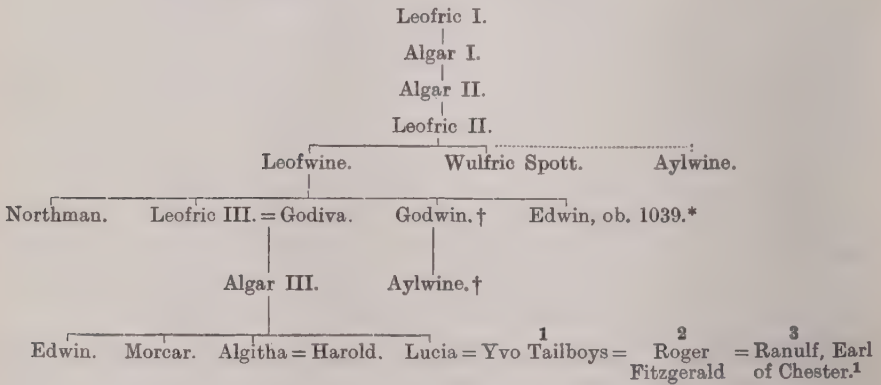 Leofric I.
Algar I.
Algar II.
Leofric II.
Leofwine. Wulfric Spott. Aylwine.
Northman. Leofric III. = Godiva. Godwin.† Edwin, ob. 1039.*
Algar III. Aylwine.†
1 2 3
Edwin. Morcar. Algitha = Harold. Lucia = Yvo Tailboys = Roger = Ranulf, Earl
Fitzgerald of Chester.¹